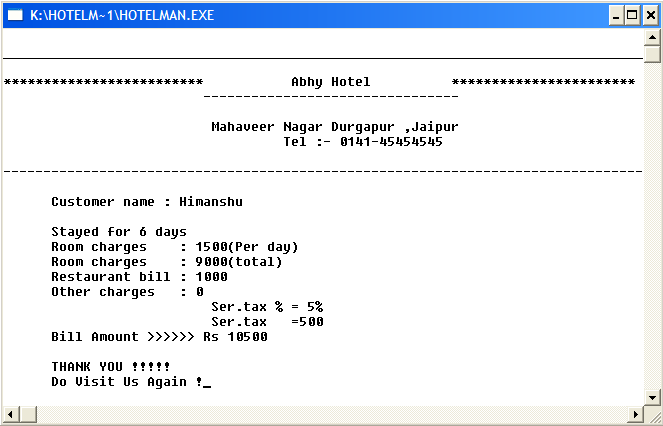 K:\HOTELM~1\HOTELMAN.EXE
************************* Abhy Hotel ***********************
--------------------------------
Mahaveer Nagar Durgapur ,Jaipur
Tel :- 0141-45454545
--------------------------------------------------------------------------------
Customer name : Himanshu
Stayed for 6 days
Room charges : 1500(Per day)
Room charges : 9000(total)
Restaurant bill : 1000
Other charges : 0
Ser.tax % = 5%
Ser.tax =500
Bill Amount >>>>>> Rs 10500
THANK YOU !!!!!
Do Visit Us Again !_